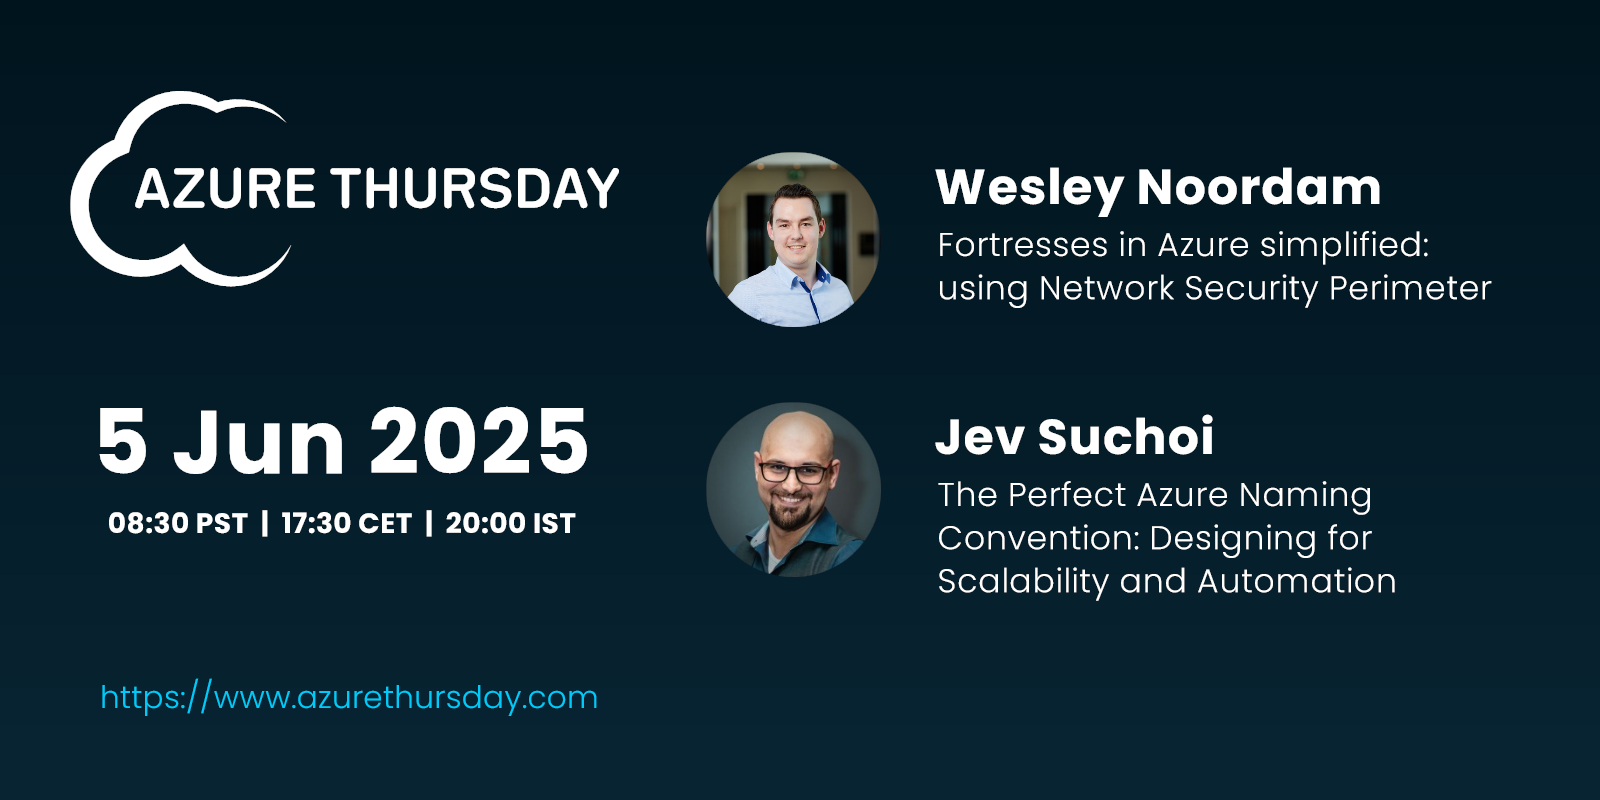 AZURE THURSDAY
5 Jun 2025
08:30 PST | 17:30 CET | 20:00 IST
https://www.azurethursday.com
Wesley Noordam
Fortresses in Azure simplified:
using Network Security Perimeter
Jev Suchoi
The Perfect Azure Naming
Convention: Designing for
Scalability and Automation